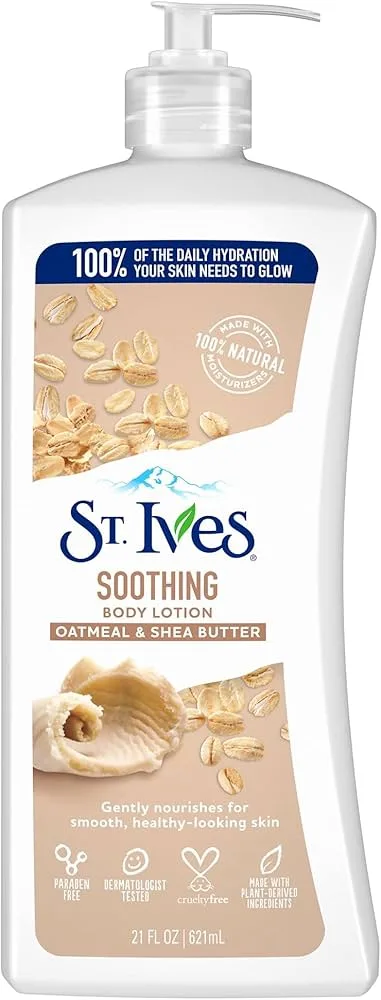 100% OF THE DAILY HYDRATION
YOUR SKIN NEEDS TO GLOW
MADE WITH
100% NATURAL
MOISTURIZERS
ST. IVES®
SOOTHING
BODY LOTION
OATMEAL & SHEA BUTTER
Gently nourishes for
smooth, healthy-looking skin
PARABEN
FREE
DERMATOLOGIST
TESTED
crueltyfree
MADE WITH
PLANT-DERIVED
INGREDIENTS
21 FL OZ | 621mL